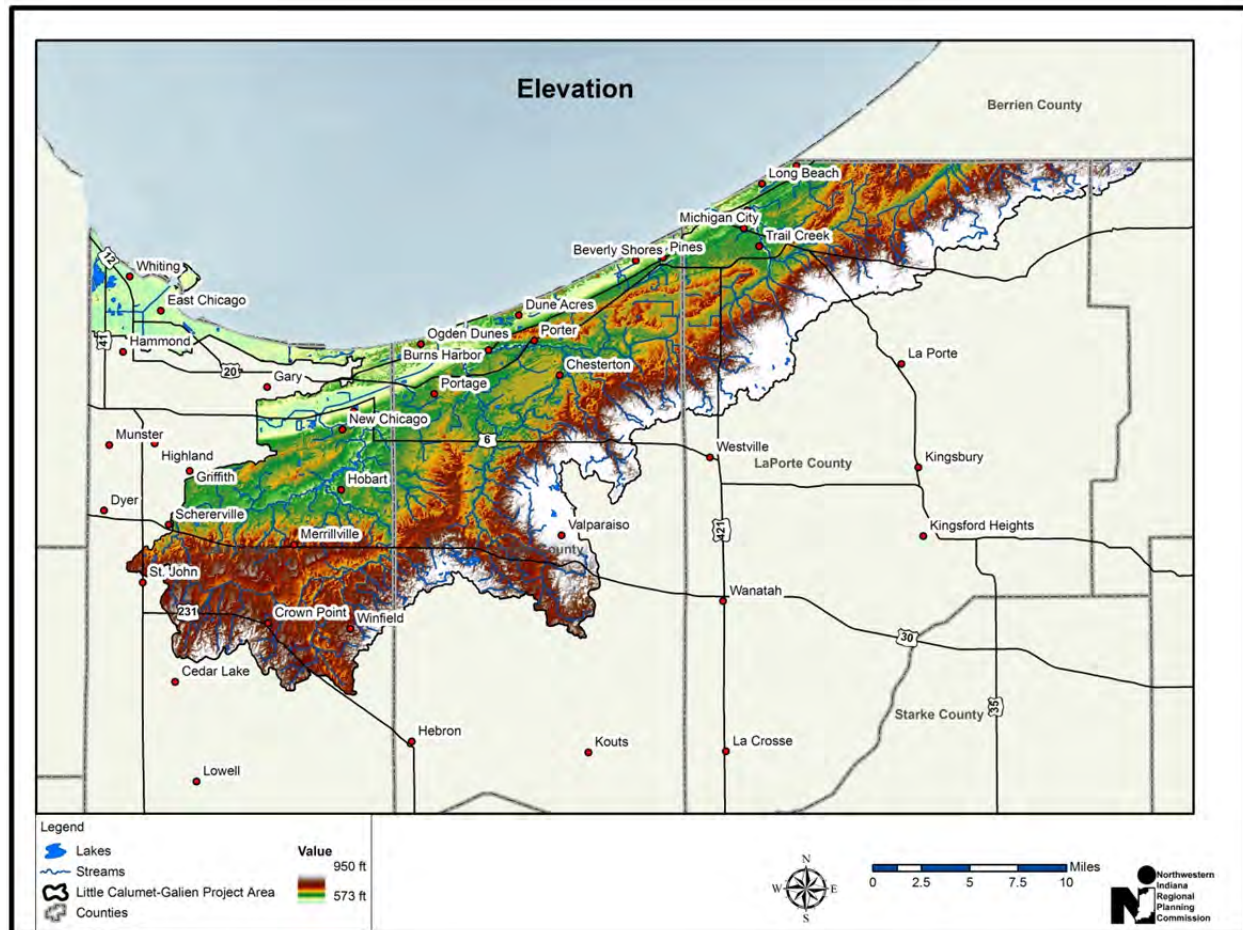 Elevation
Berrien County
Long Beach
Michigan City
Trail Creek
Beverly Shores
Pines
12
Whiting
East Chicago
Dune Acres
41
Hammond
Ogden Dunes
Porter
Burns Harbor
20
La Porte
Chesterton
Gary
Portage
New Chicago
6
Munster
Highland
Westville
LaPorte County
Kingsbury
Griffith
Hobart
Dyer
Schererville
Valparaiso
421
Kingsford Heights
Merrillville
County
St. John
Wanatah
231
Crown Point
Winfield
30
Cedar Lake
35
Starke County
Hebron
Kouts
La Crosse
Lowell
Legend
Lakes
Streams
Little Calumet-Galien Project Area
Counties
Value
950 ft
573 ft
N
W
E
S
Miles
0 2.5 5 7.5 10
Northwestern
Indiana
Regional
Planning
Commission